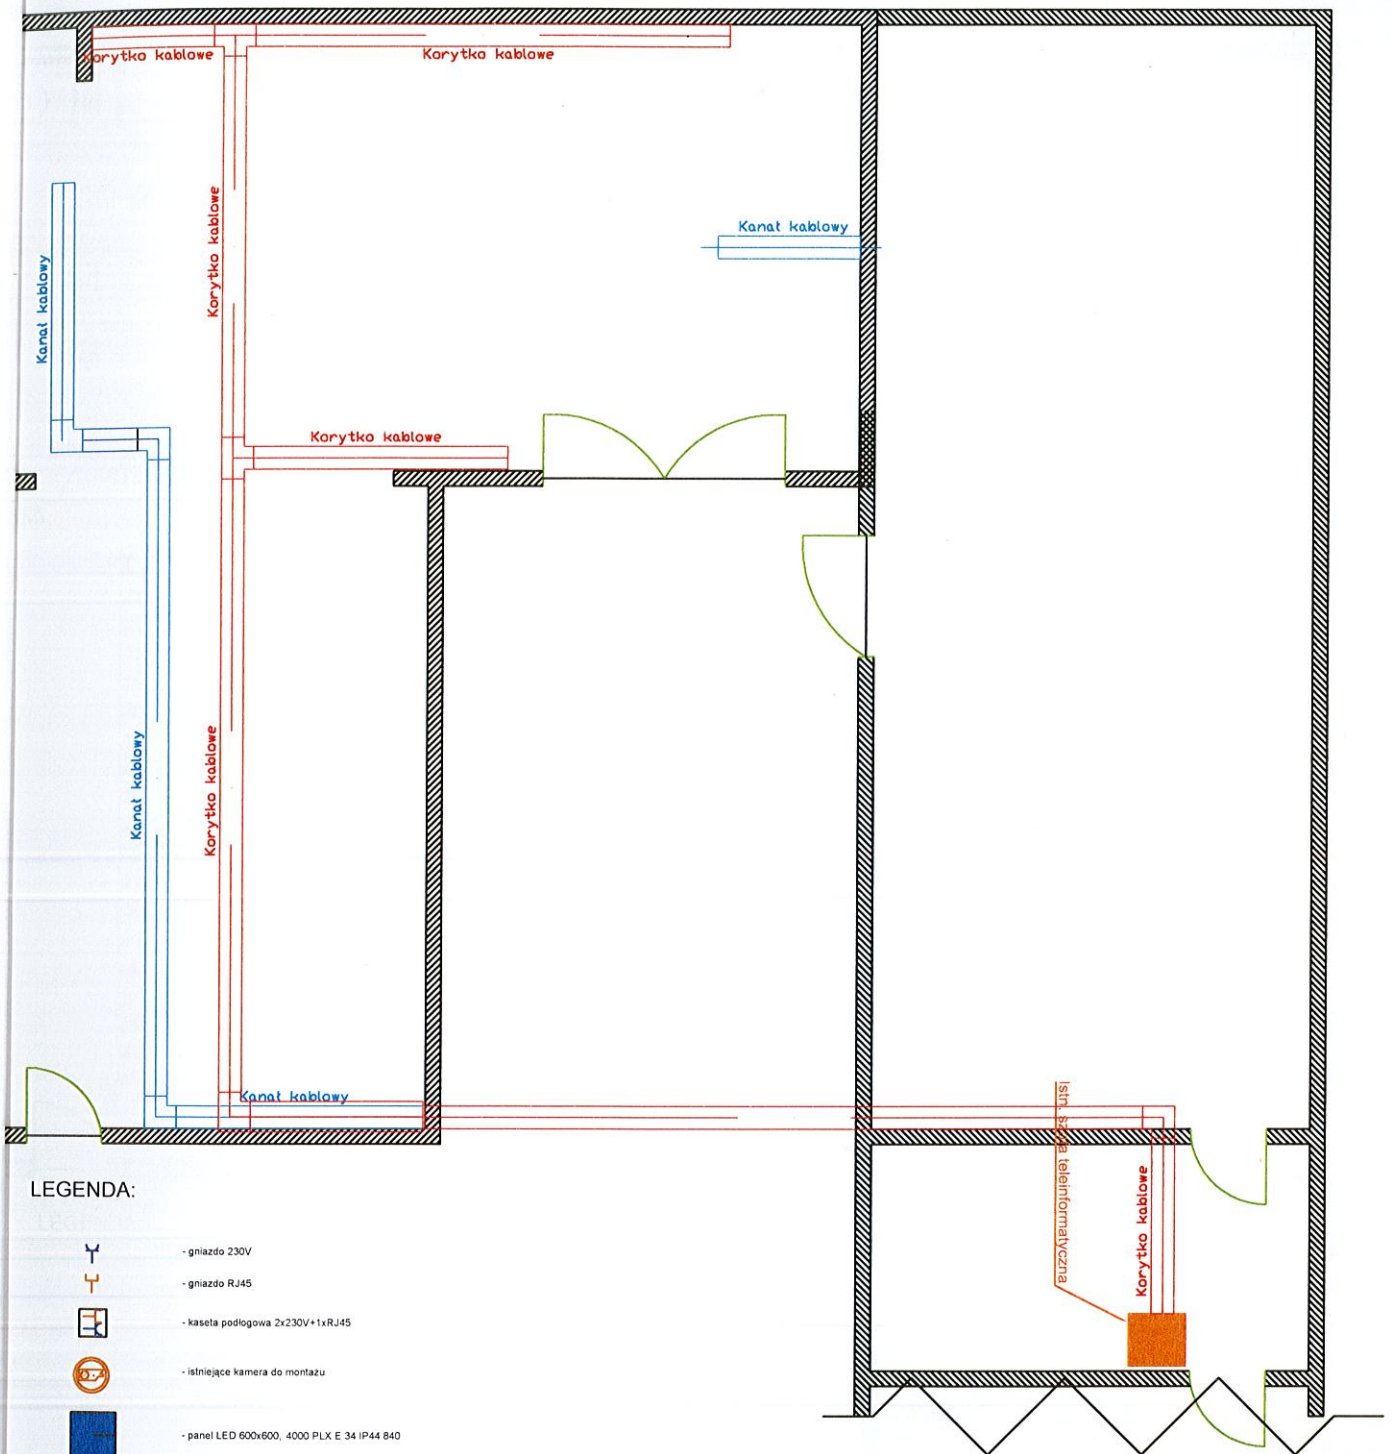 Korytko kablowe
Korytko kablowe
Korytko kablowe
Kanał kablowy
Kanał kablowy
Korytko kablowe
Kanał kablowy
Korytko kablowe
Kanał kablowy
Istn. szafa teleinformatyczna
Korytko kablowe
LEGENDA:
- gniazdo 230V
- gniazdo RJ45
- kaseta podłogowa 2x230V+1xRJ45
- istniejące kamera do montazu
- panel LED 600x600, 4000 PLX E 34 IP44 840